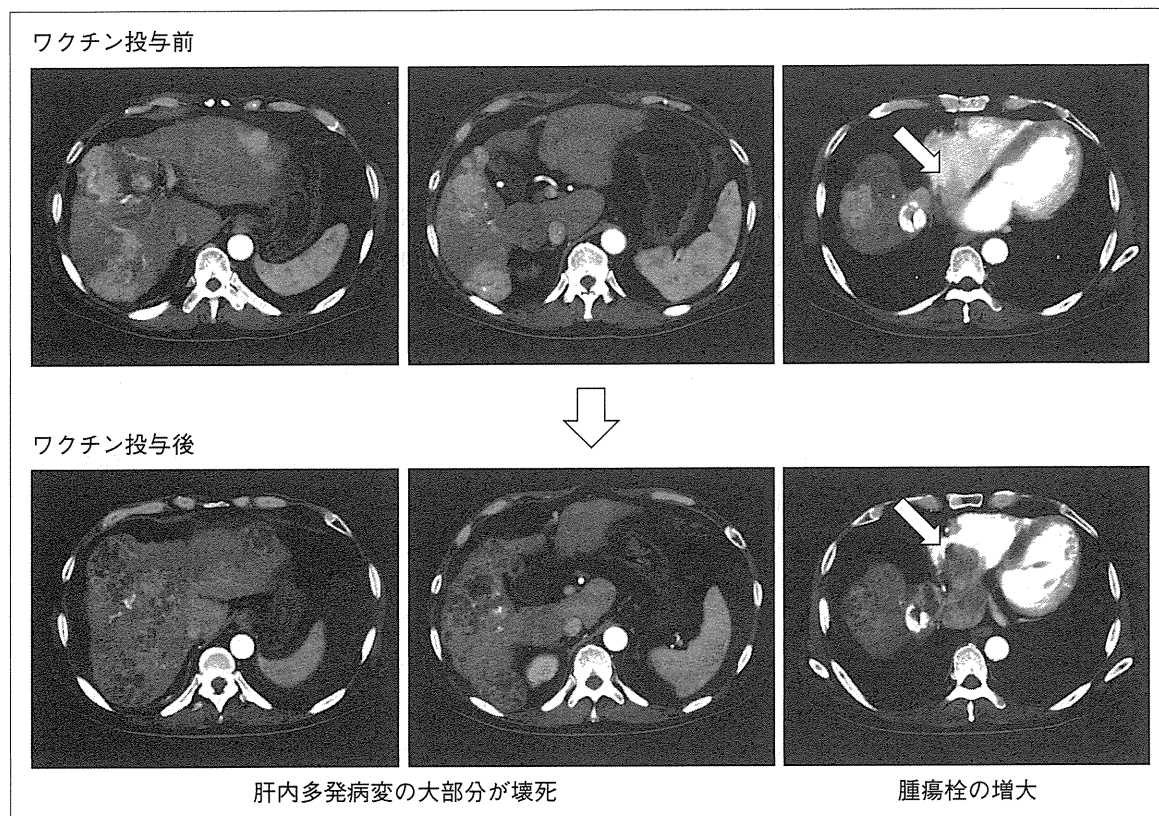 ワクチン投与前
ワクチン投与後
肝内多発病変の大部分が壊死
腫瘍栓の増大